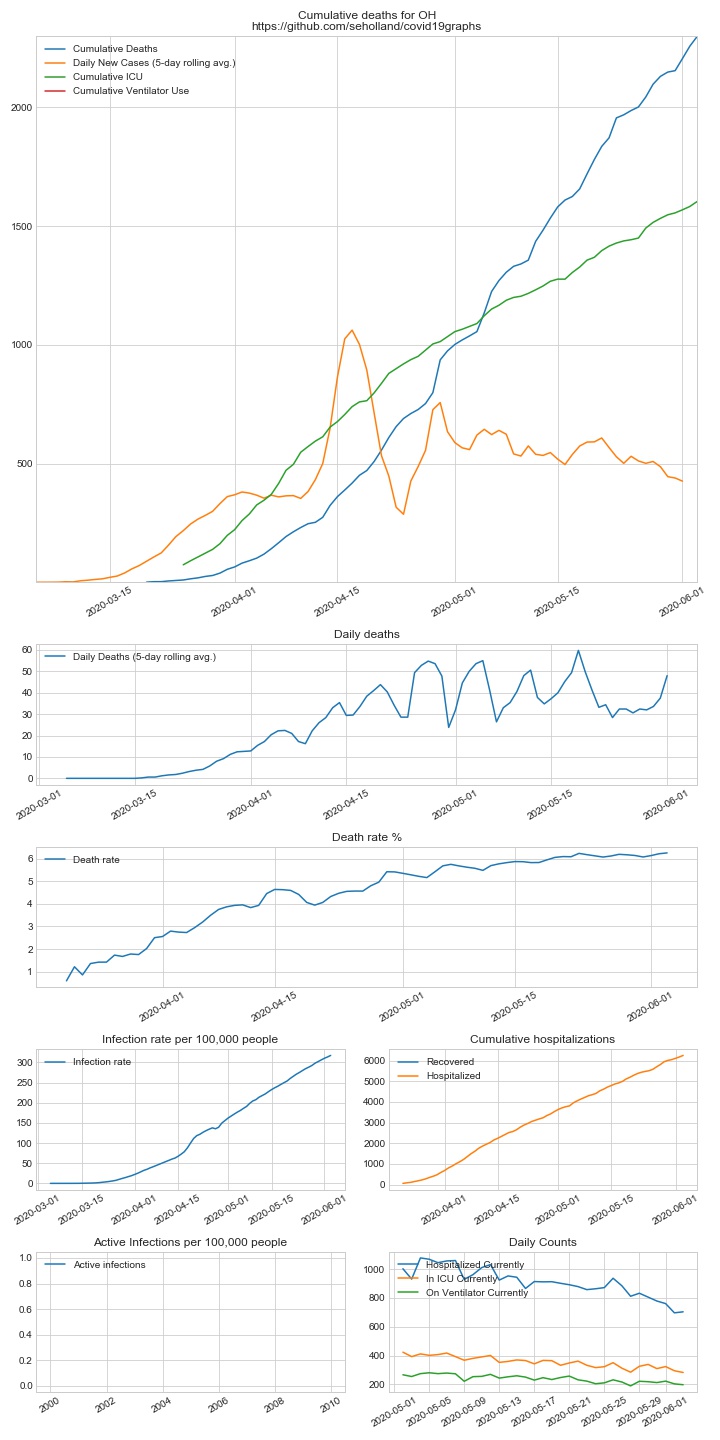 Cumulative deaths for OH
https://github.com/seholland/covid19graphs
Cumulative Deaths
Daily New Cases (5-day rolling avg.)
Cumulative ICU
Cumulative Ventilator Use
2000
1500
1000
500
2020-03-15 2020-04-01 2020-04-15 2020-05-01 2020-05-15 2020-06-01
Daily deaths
Daily Deaths (5-day rolling avg.)
60
50
40
30
20
10
0
2020-03-01 2020-03-15 2020-04-01 2020-04-15 2020-05-01 2020-05-15 2020-06-01
Death rate %
Death rate
6
5
4
3
2
1
2020-04-01 2020-04-15 2020-05-01 2020-05-15 2020-06-01
Infection rate per 100,000 people
Infection rate
300
250
200
150
100
50
0
2020-03-01 2020-03-15 2020-04-01 2020-04-15 2020-05-01 2020-05-15 2020-06-01
Cumulative hospitalizations
Recovered
Hospitalized
6000
5000
4000
3000
2000
1000
0
2020-04-01 2020-04-15 2020-05-01 2020-05-15 2020-06-01
Active Infections per 100,000 people
Active infections
1.0
0.8
0.6
0.4
0.2
0.0
2000 2002 2004 2006 2008 2010
Daily Counts
Hospitalized Currently
In ICU Currently
On Ventilator Currently
1000
800
600
400
200
2020-05-01 2020-05-05 2020-05-09 2020-05-13 2020-05-17 2020-05-21 2020-05-25 2020-05-29 2020-06-01